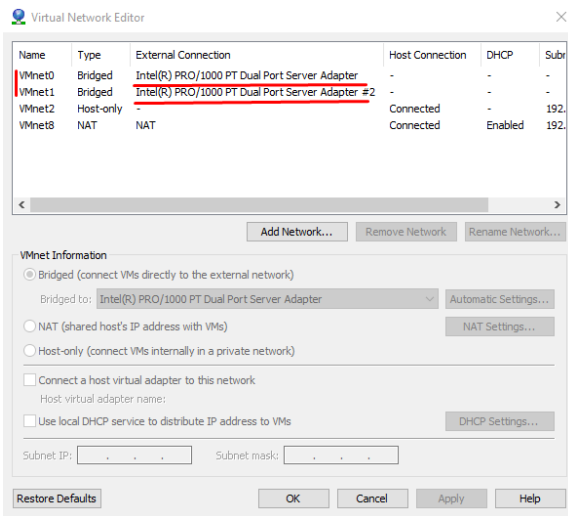 Virtual Network Editor
Name Type External Connection Host Connection DHCP Subr
VMnet0 Bridged Intel(R) PRO/1000 PT Dual Port Server Adapter - - -
VMnet1 Bridged Intel(R) PRO/1000 PT Dual Port Server Adapter #2 - - -
VMnet2 Host-only - Connected - 192.
VMnet8 NAT NAT Connected Enabled 192.
Add Network... Remove Network Rename Network...
VMnet Information
Bridged (connect VMs directly to the external network)
Bridged to: Intel(R) PRO/1000 PT Dual Port Server Adapter Automatic Settings...
NAT (shared host's IP address with VMs) NAT Settings...
Host-only (connect VMs internally in a private network)
Connect a host virtual adapter to this network
Host virtual adapter name:
Use local DHCP service to distribute IP address to VMs DHCP Settings...
Subnet IP: . . . Subnet mask: . . .
Restore Defaults OK Cancel Apply Help